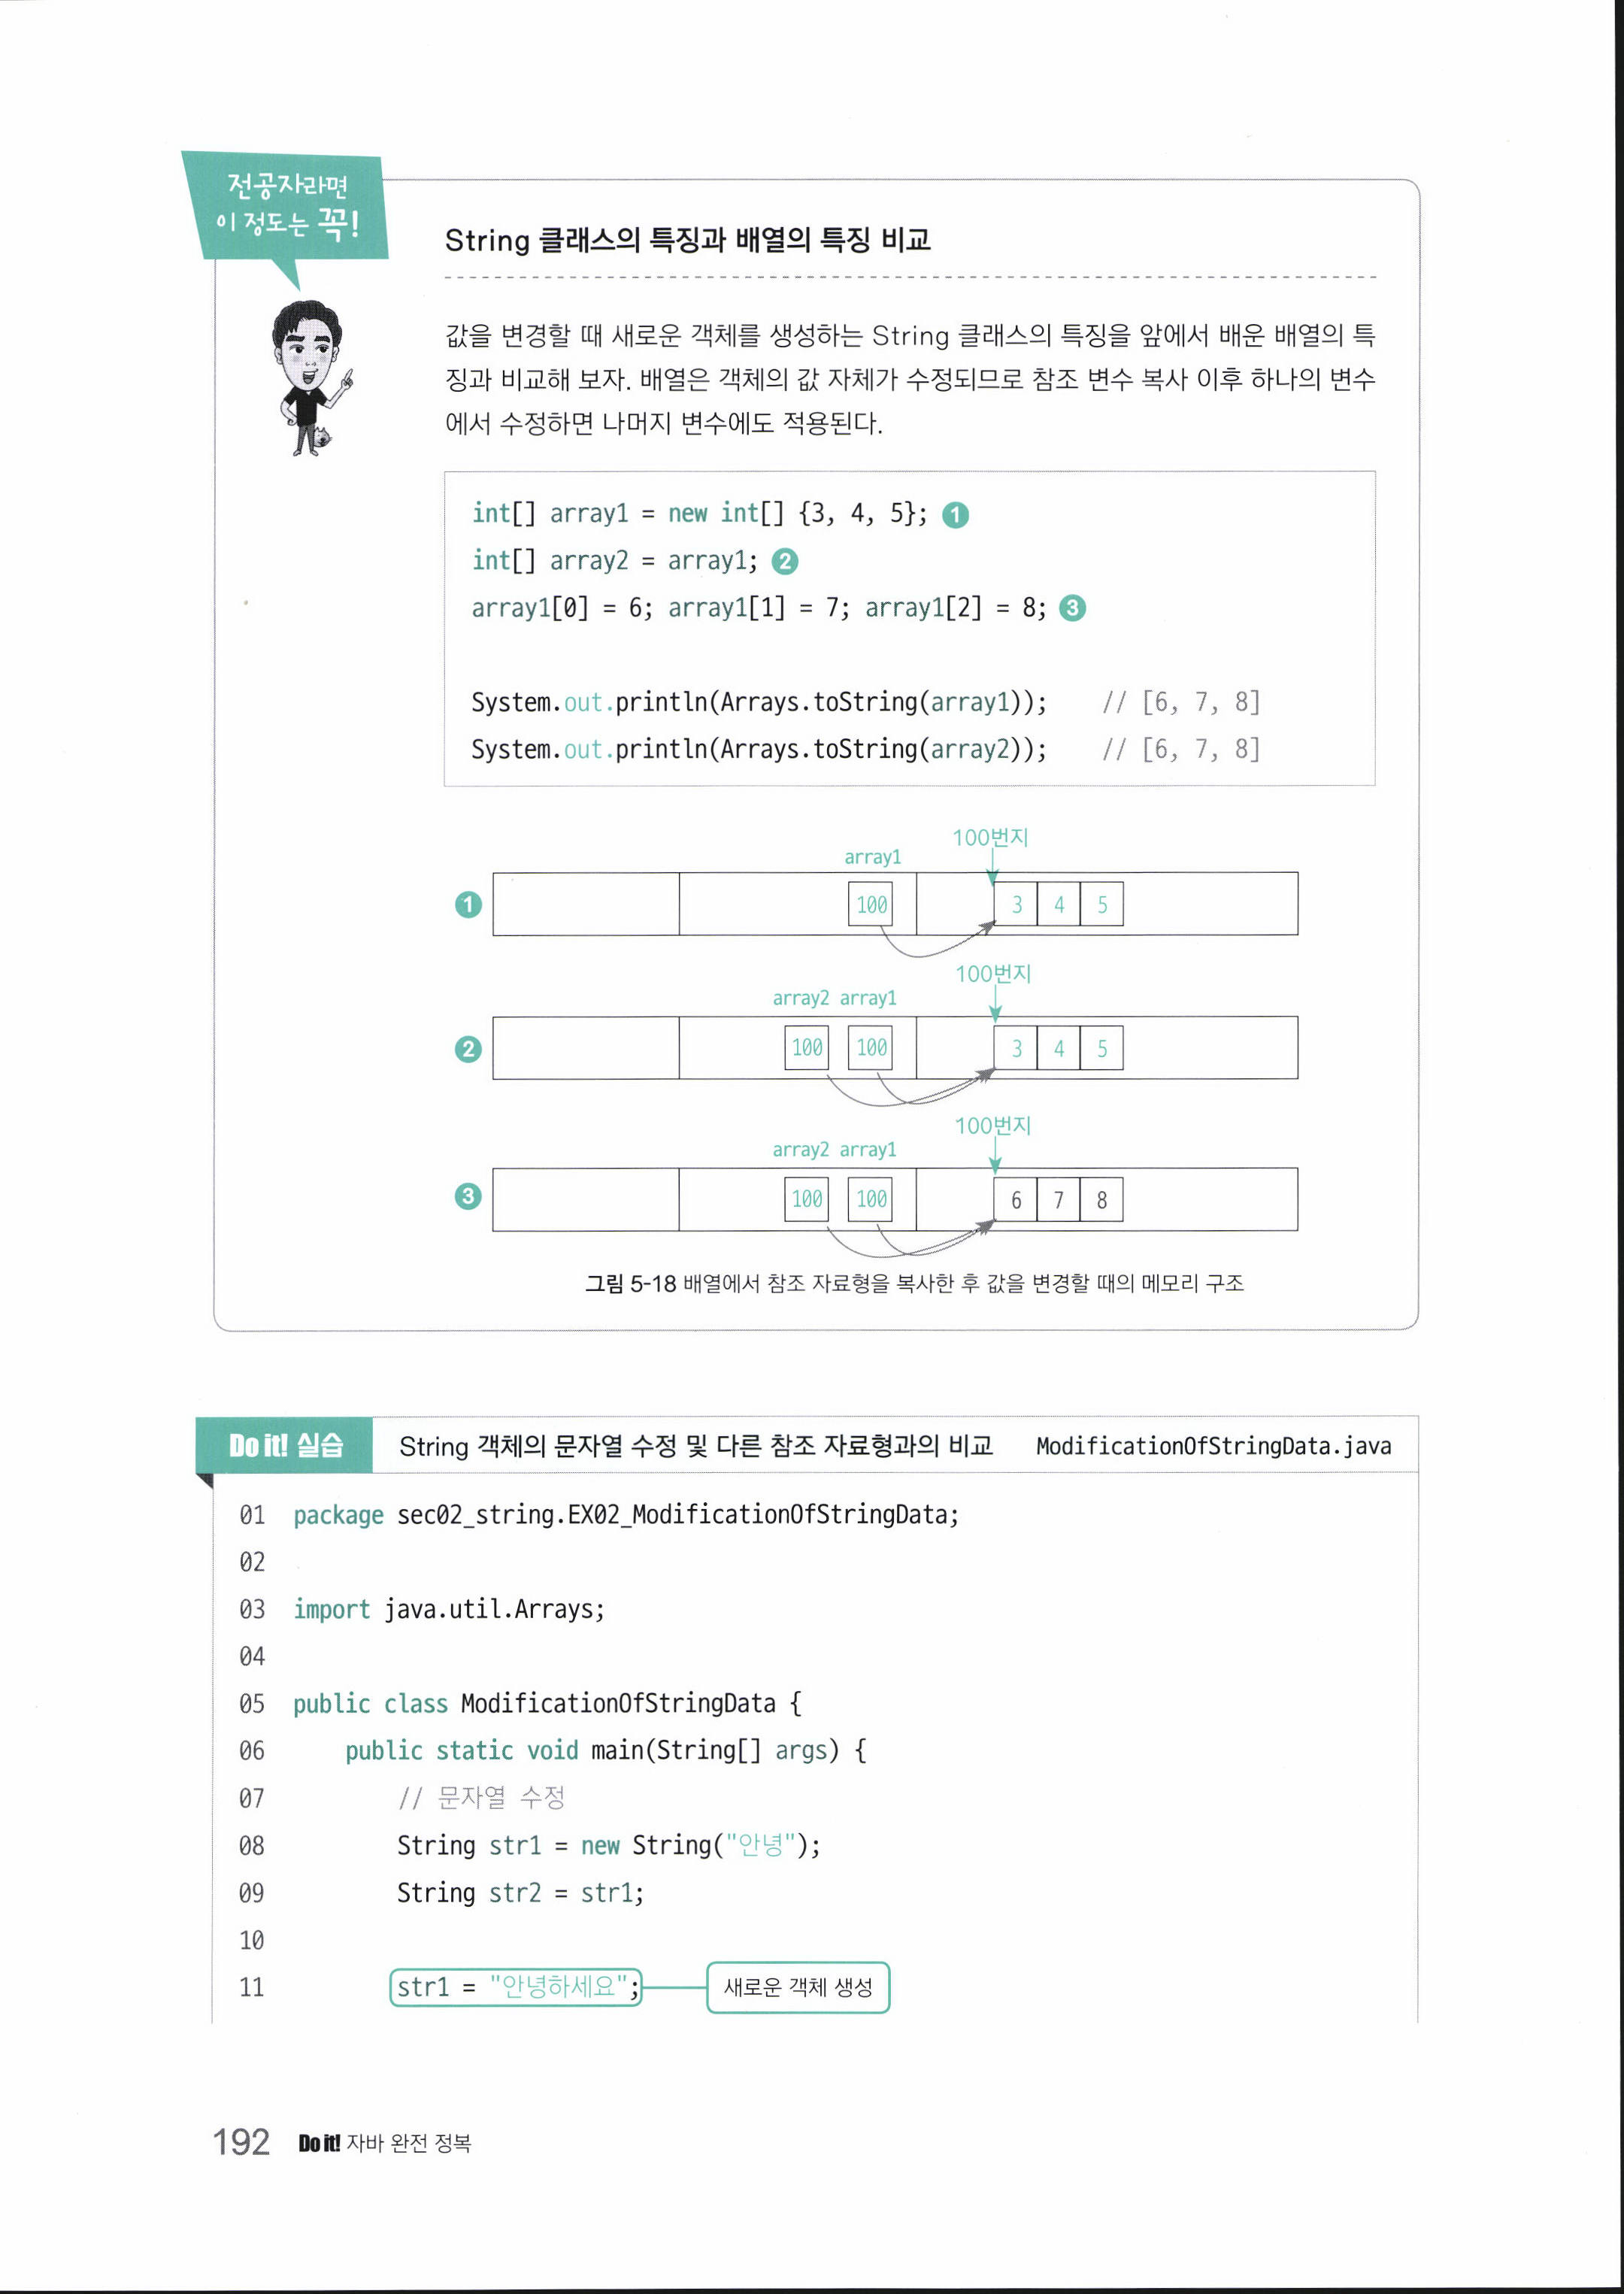 전공자라면
이 정도는 꼭!
String 클래스의 특징과 배열의 특징 비교
값을 변경할 때 새로운 객체를 생성하는 String 클래스의 특징을 앞에서 배운 배열의 특
징과 비교해 보자. 배열은 객체의 값 자체가 수정되므로 참조 변수 복사 이후 하나의 변수
에서 수정하면 나머지 변수에도 적용된다.
int[] array1 = new int[] {3, 4, 5}; 1
int[] array2 = array1; 2
array1[0] = 6; array1[1] = 7; array1[2] = 8; 3
System.out.println(Arrays.toString(array1)); // [6, 7, 8]
System.out.println(Arrays.toString(array2)); // [6, 7, 8]
100번지
array1
1 100 3 4 5
100번지
array2 array1
2 100 100 3 4 5
100번지
array2 array1
3 100 100 6 7 8
그림 5-18 배열에서 참조 자료형을 복사한 후 값을 변경할 때의 메모리 구조
Do it! 실습 String 객체의 문자열 수정 및 다른 참조 자료형과의 비교 ModificationOfStringData.java
01 package sec02_string.EX02_ModificationOfStringData;
02
03 import java.util.Arrays;
04
05 public class ModificationOfStringData {
06 public static void main(String[] args) {
07 // 문자열 수정
08 String str1 = new String("안녕");
09 String str2 = str1;
10
11 str1 = "안녕하세요"; 새로운 객체 생성
192 Do it! 자바 완전 정복